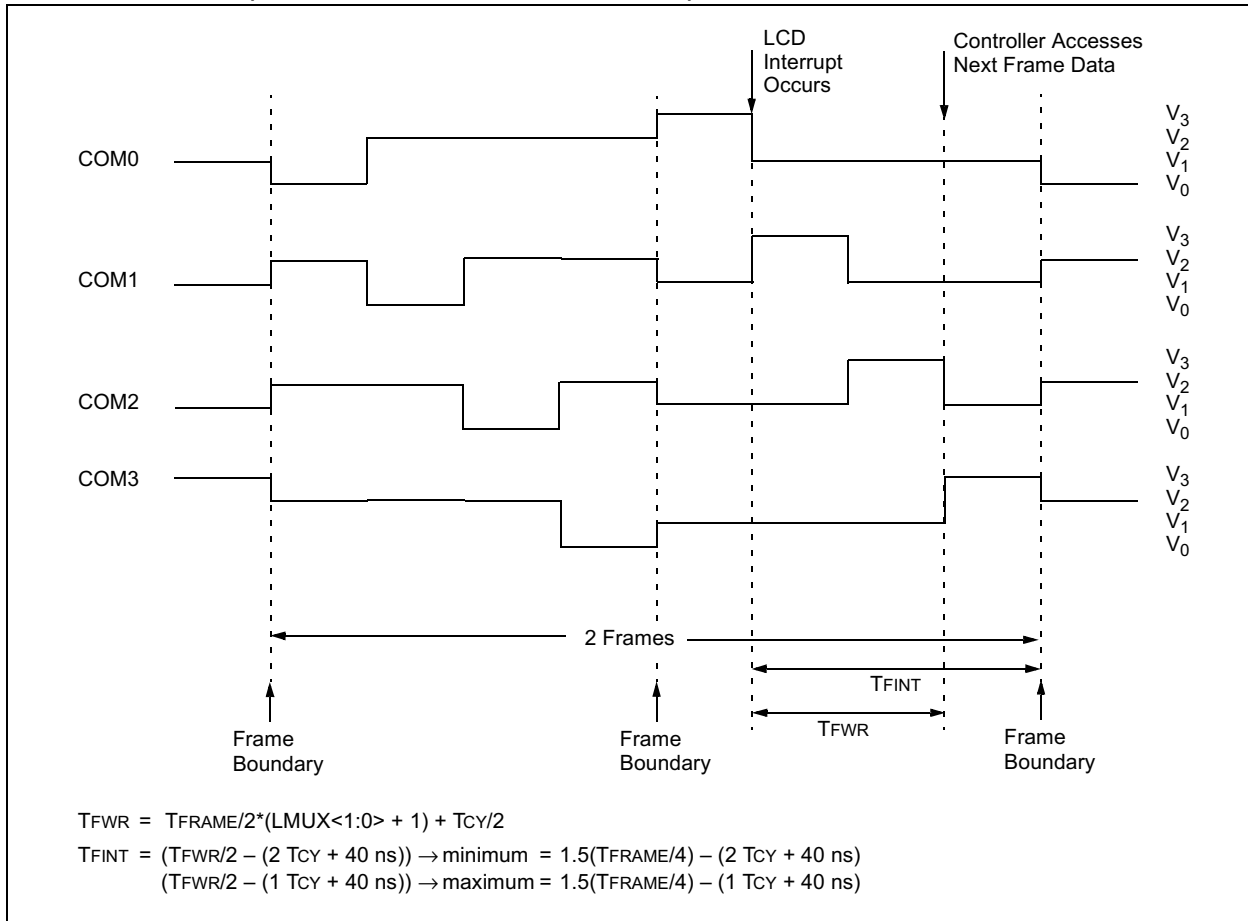 LCD
Interrupt
Occurs
Controller Accesses
Next Frame Data
COM0
V3
V2
V1
V0
COM1
V3
V2
V1
V0
COM2
V3
V2
V1
V0
COM3
V3
V2
V1
V0
2 Frames
TFINT
TFWR
Frame
Boundary
Frame
Boundary
Frame
Boundary
TFWR = TFRAME/2*(LMUX<1:0> + 1) + TCY/2
TFINT = (TFWR/2 – (2 TCY + 40 ns)) → minimum = 1.5(TFRAME/4) – (2 TCY + 40 ns)
(TFWR/2 – (1 TCY + 40 ns)) → maximum = 1.5(TFRAME/4) – (1 TCY + 40 ns)